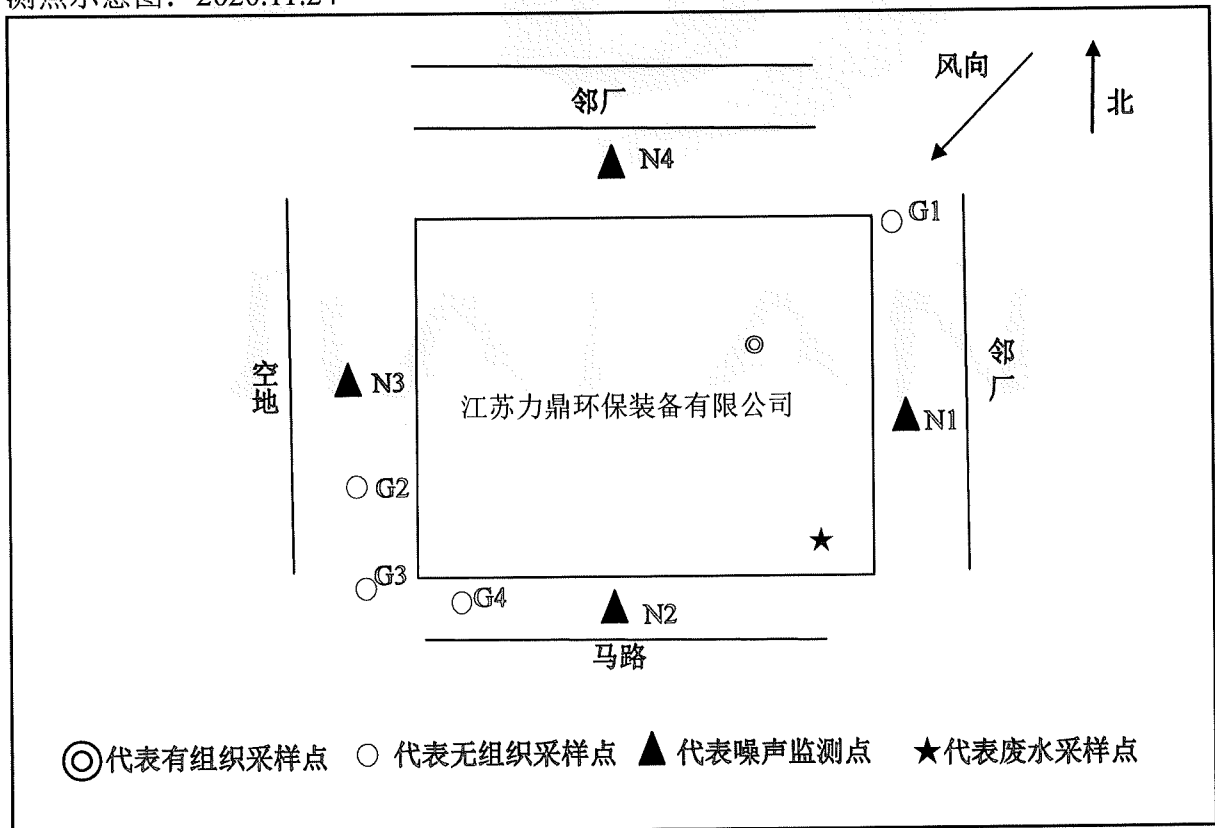 测点示意图：2020.11.24
风向
北
邻厂
N4
G1
空地
N3
江苏力鼎环保装备有限公司
邻厂
N1
G2
G3
G4
N2
马路
代表有组织采样点 代表无组织采样点 代表噪声监测点 代表废水采样点